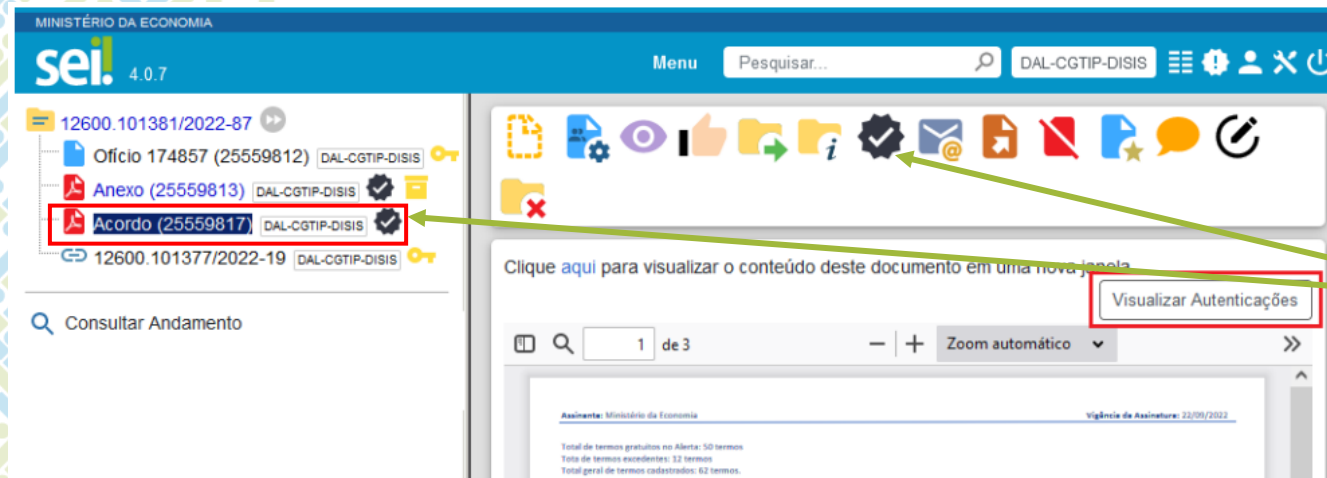 MINISTÉRIO DA ECONOMIA
sei! 4.0.7
Menu
Pesquisar...
DAL-CGTIP-DISIS
12600.101381/2022-87
Ofício 174857 (25559812) DAL-CGTIP-DISIS
Anexo (25559813) DAL-CGTIP-DISIS
Acordo (25559817) DAL-CGTIP-DISIS
12600.101377/2022-19 DAL-CGTIP-DISIS
Consultar Andamento
Clique aqui para visualizar o conteúdo deste documento em uma nova janela
Visualizar Autenticações
1 de 3
Zoom automático
Assinante: Ministério da Economia
Vigência de Assinatura: 22/09/2022
Total de termos gratuitos no Alerta: 50 termos
Tota de termos excedentes: 12 termos
Total geral de termos cadastrados: 62 termos.